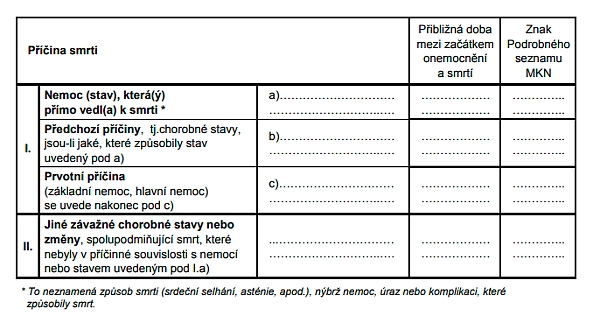 Příčina smrti
Přibližná doba
mezi začátkem
onemocnění
a smrtí
Znak
Podrobného
seznamu
MKN
I.
Nemoc (stav), která(ý)
přímo vedl(a) k smrti *
a)
Předchozí příčiny, tj.chorobné stavy,
jsou-li jaké, které způsobily stav
uvedený pod a)
b)
Prvotní příčina
(základní nemoc, hlavní nemoc)
se uvede nakonec pod c)
c)
II.
Jiné závažné chorobné stavy nebo
změny, spolupodmiňující smrt, které
nebyly v příčinné souvislosti s nemocí
nebo stavem uvedeným pod I.a)
* To neznamená způsob smrti (srdeční selhání, asténie, apod.), nýbrž nemoc, úraz nebo komplikaci, které
způsobily smrt.